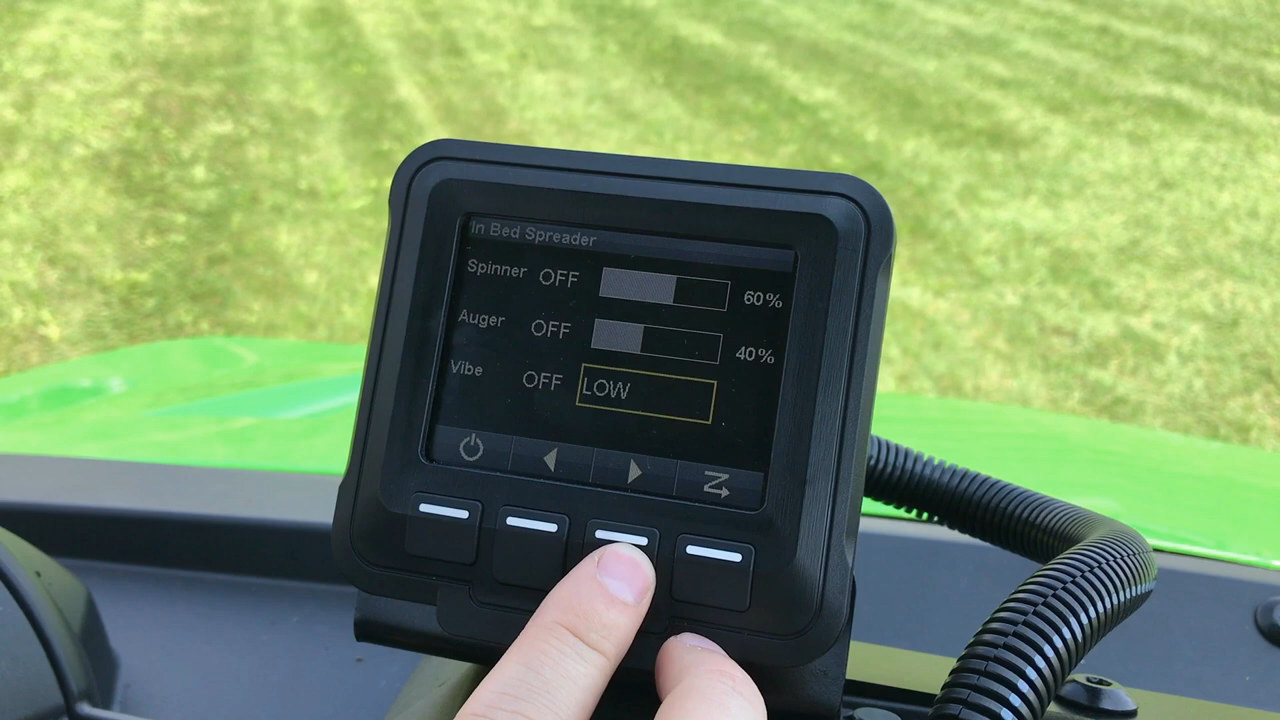 In Bed Spreader
Spinner OFF 60%
Auger OFF 40%
Vibe OFF LOW